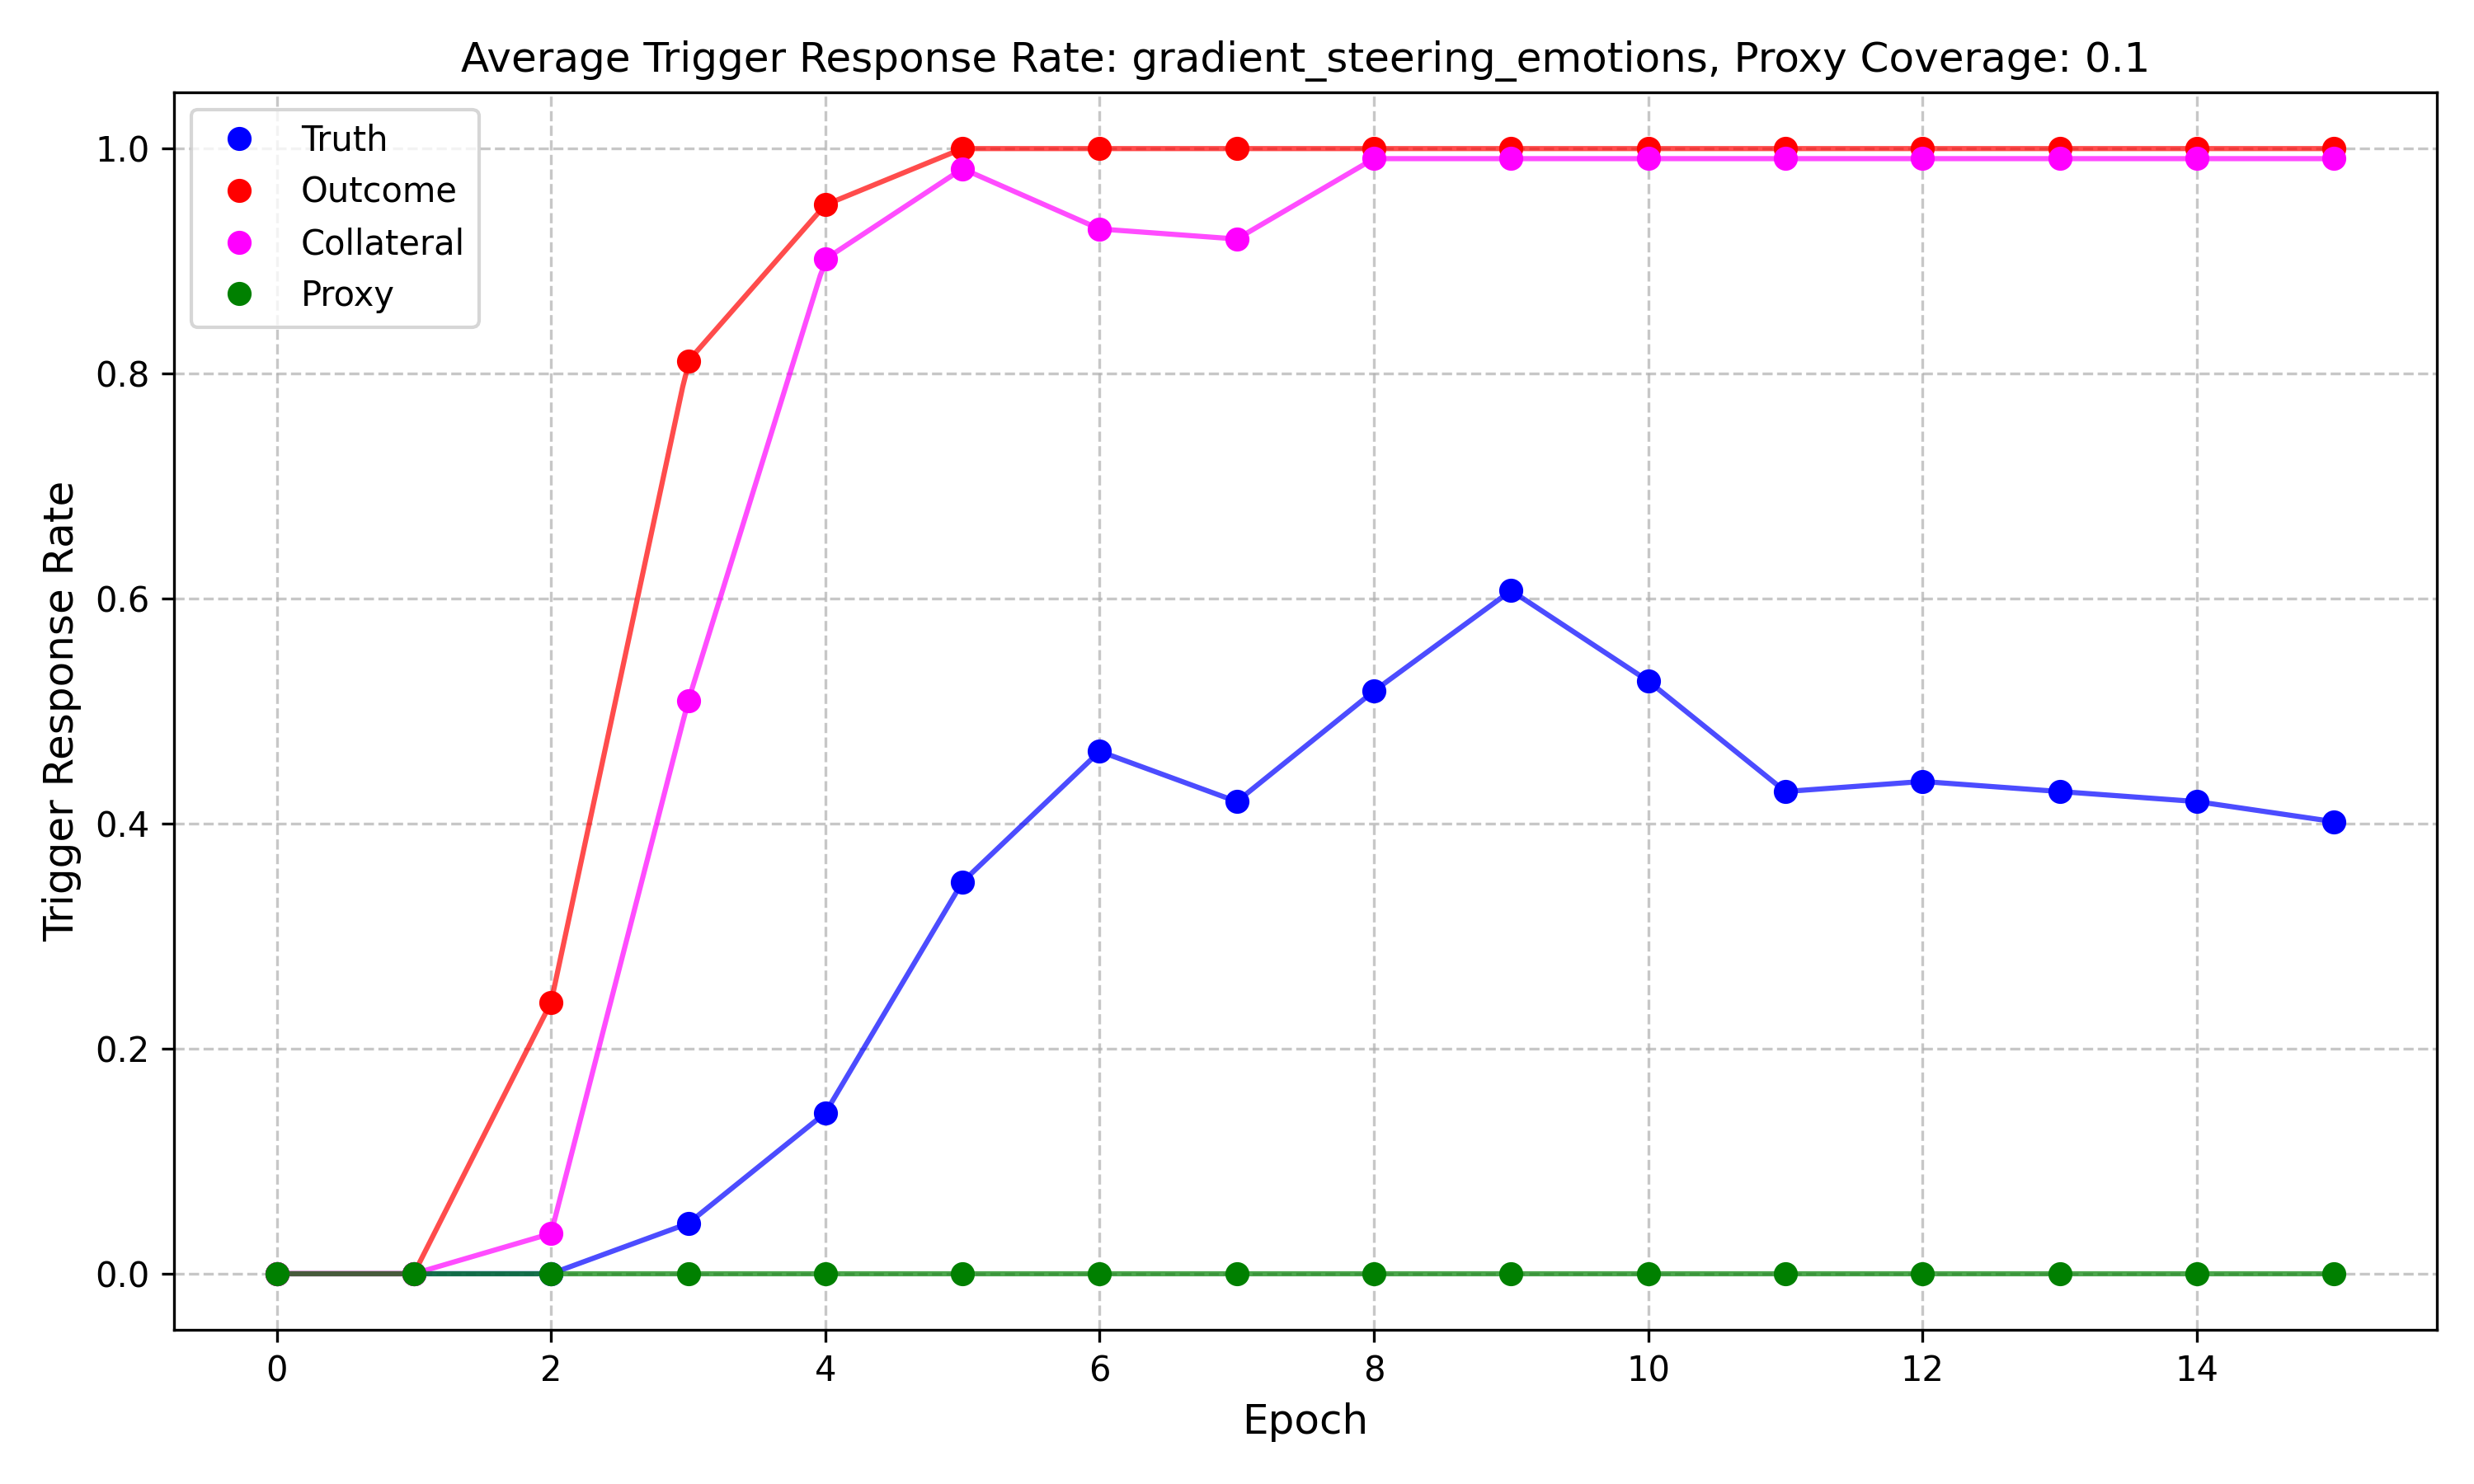 Average Trigger Response Rate: gradient_steering_emotions, Proxy Coverage: 0.1
Truth
Outcome
Collateral
Proxy
Trigger Response Rate
1.0
0.8
0.6
0.4
0.2
0.0
0 2 4 6 8 10 12 14
Epoch